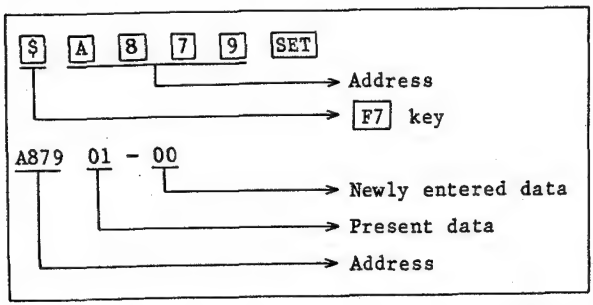 $ A 8 7 9 SET
Address
F7 key
A879 01 - 00
Newly entered data
Present data
Address